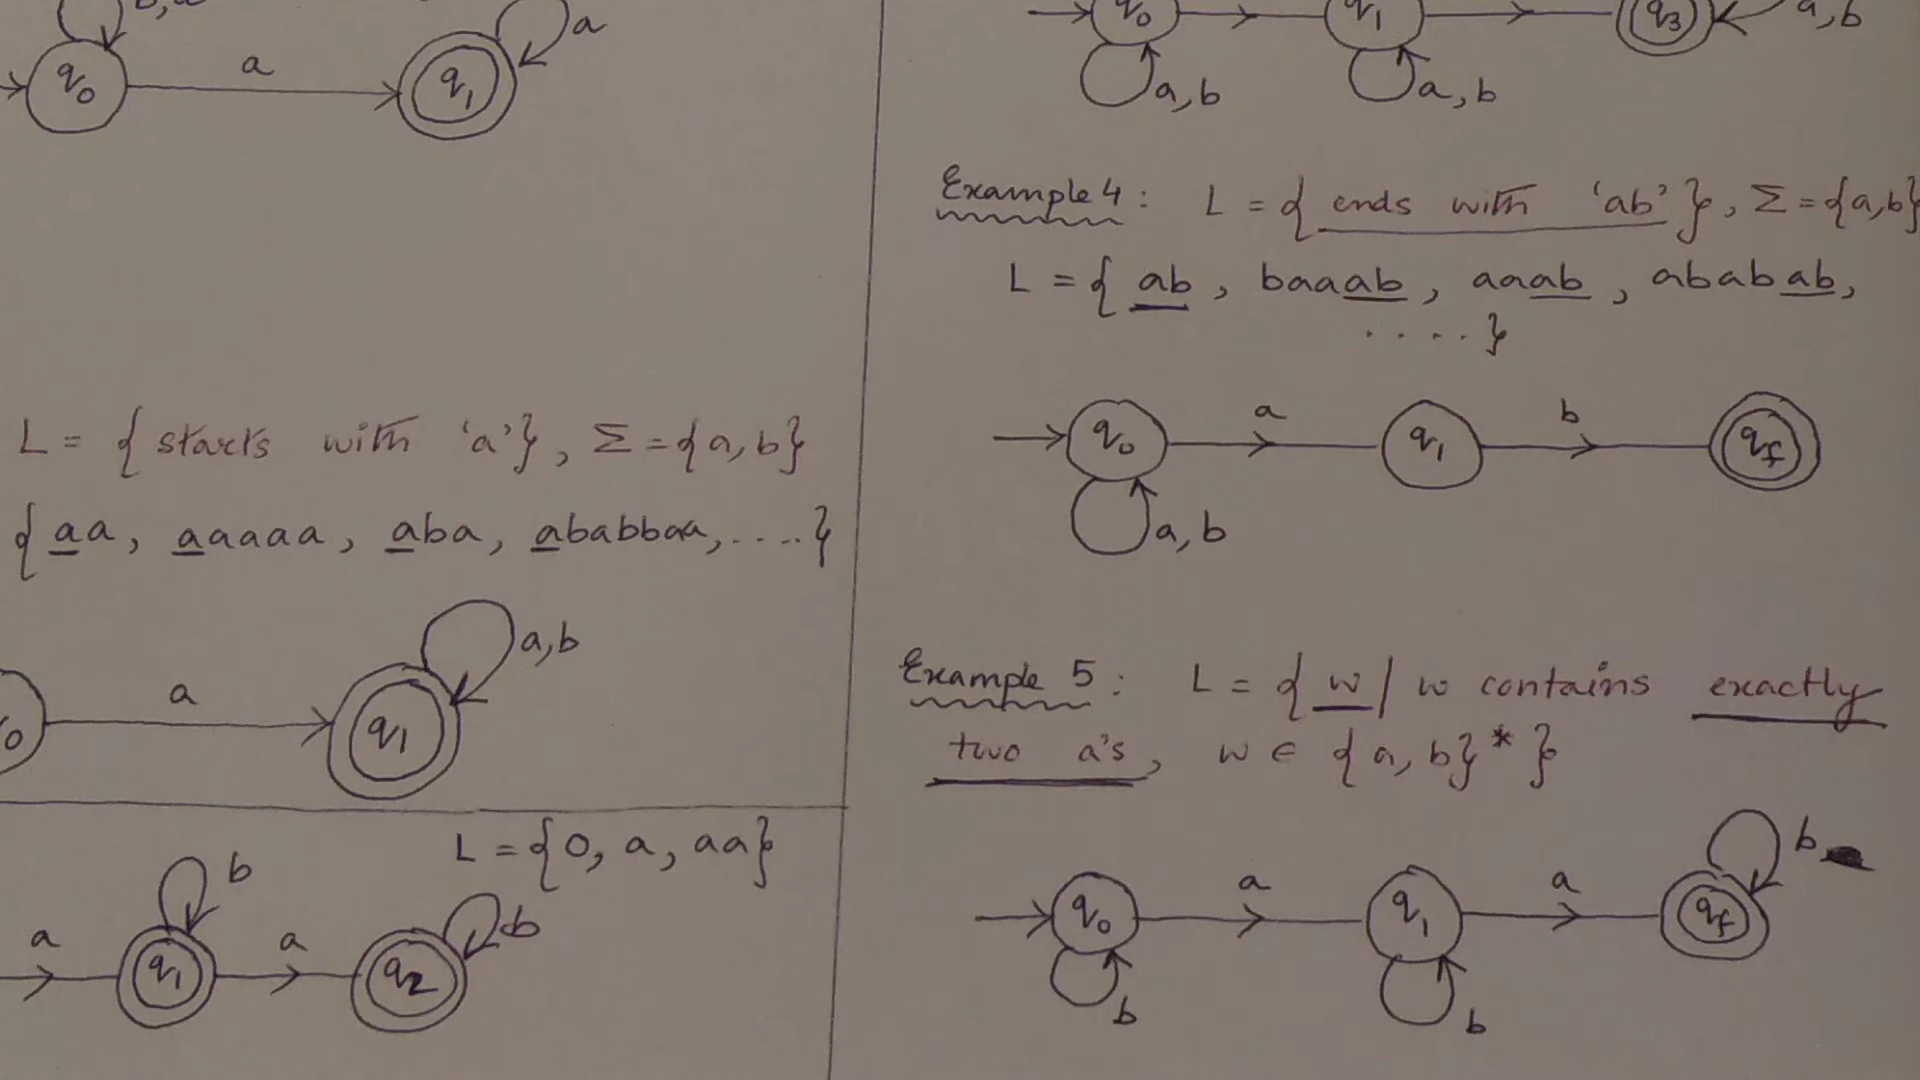 b,a
a
a
q0
q1
L = {starts with 'a'}, Σ = {a, b}
{aa, aaaaa, aba, ababbaa, ....}
a,b
a
q0
q1
L = {0, a, aa}
b
b
a
a
q1
q2
q0
q1
q3
a,b
a,b
a,b
Example 4: L = { ends with 'ab' }, Σ = {a,b}
L = { ab, baaab, aaab, ababab,
.....}
a
b
q0
q1
qf
a,b
Example 5: L = { w | w contains exactly
two a's, w ∈ {a, b}* }
b
a
a
q0
q1
qf
b
b